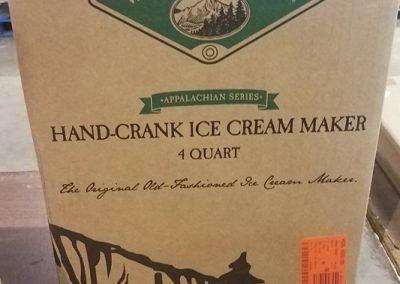 •APPALACHIAN SERIES•
HAND-CRANK ICE CREAM MAKER
4 QUART
The Original Old-Fashioned Ice Cream Maker.